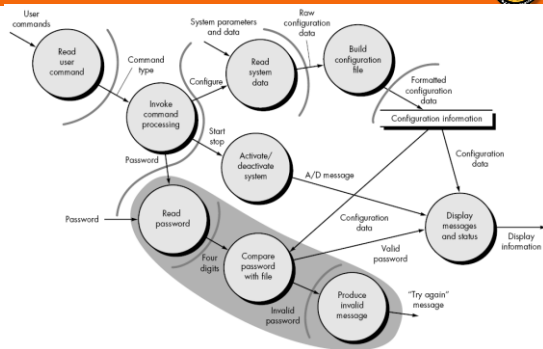 User
commands
Read
user
command
Command
type
Invoke
command
processing
System parameters
and data
Configure
Read
system
data
Raw
configuration
data
Build
configuration
file
Formatted
configuration
data
Configuration information
Start
stop
Activate/
deactivate
system
A/D message
Configuration
data
Password
Password
Read
password
Four
digits
Compare
password
with file
Configuration
data
Valid
password
Invalid
password
Produce
invalid
message
"Try again"
message
Display
messages
and status
Display
information